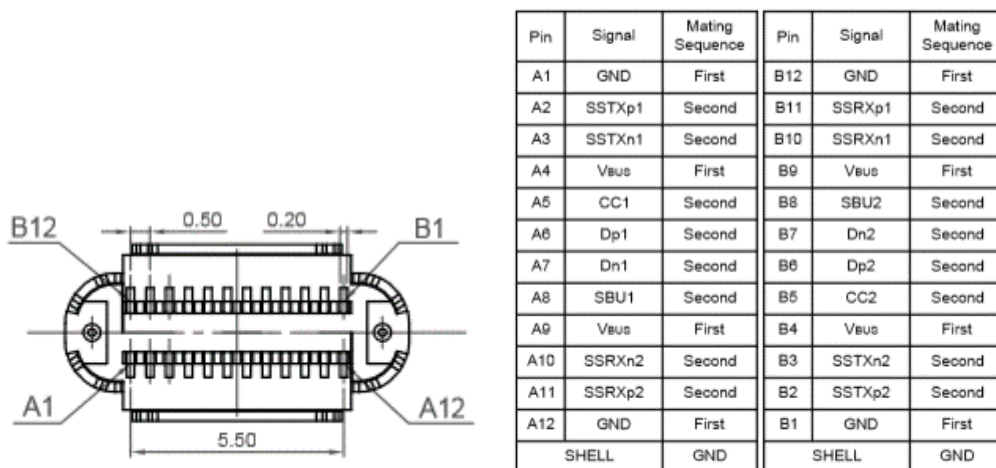 B12
0.50
0.20
B1
A1
A12
5.50
Pin Signal Mating Sequence Pin Signal Mating Sequence
A1 GND First B12 GND First
A2 SSTXp1 Second B11 SSRXp1 Second
A3 SSTXn1 Second B10 SSRXn1 Second
A4 VBUS First B9 VBUS First
A5 CC1 Second B8 SBU2 Second
A6 Dp1 Second B7 Dn2 Second
A7 Dn1 Second B6 Dp2 Second
A8 SBU1 Second B5 CC2 Second
A9 VBUS First B4 VBUS First
A10 SSRXn2 Second B3 SSTXn2 Second
A11 SSRXp2 Second B2 SSTXp2 Second
A12 GND First B1 GND First
SHELL GND SHELL GND